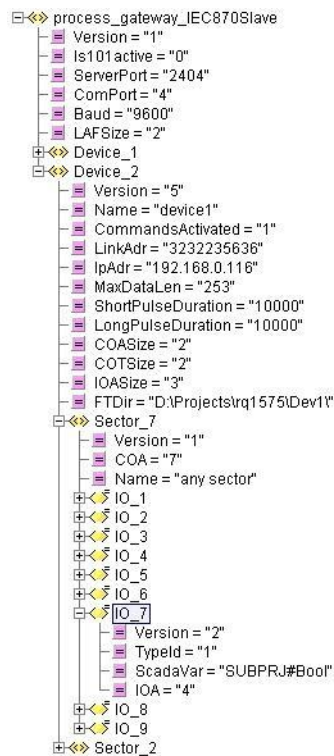 process_gateway_IEC870Slave
Version = "1"
Is101active = "0"
ServerPort = "2404"
ComPort = "4"
Baud = "9600"
LAFSize = "2"
Device_1
Device_2
Version = "5"
Name = "device1"
CommandsActivated = "1"
LinkAdr = "3232235636"
IpAdr = "192.168.0.116"
MaxDataLen = "253"
ShortPulseDuration = "10000"
LongPulseDuration = "10000"
COASize = "2"
COTSize = "2"
IOASize = "3"
FTDir = "D:\Projects\rq1575\Dev1\"
Sector_7
Version = "1"
COA = "7"
Name = "any sector"
IO_1
IO_2
IO_3
IO_4
IO_5
IO_6
IO_7
Version = "2"
TypeId = "1"
ScadaVar = "SUBPRJ#Bool"
IOA = "4"
IO_8
IO_9
Sector_2